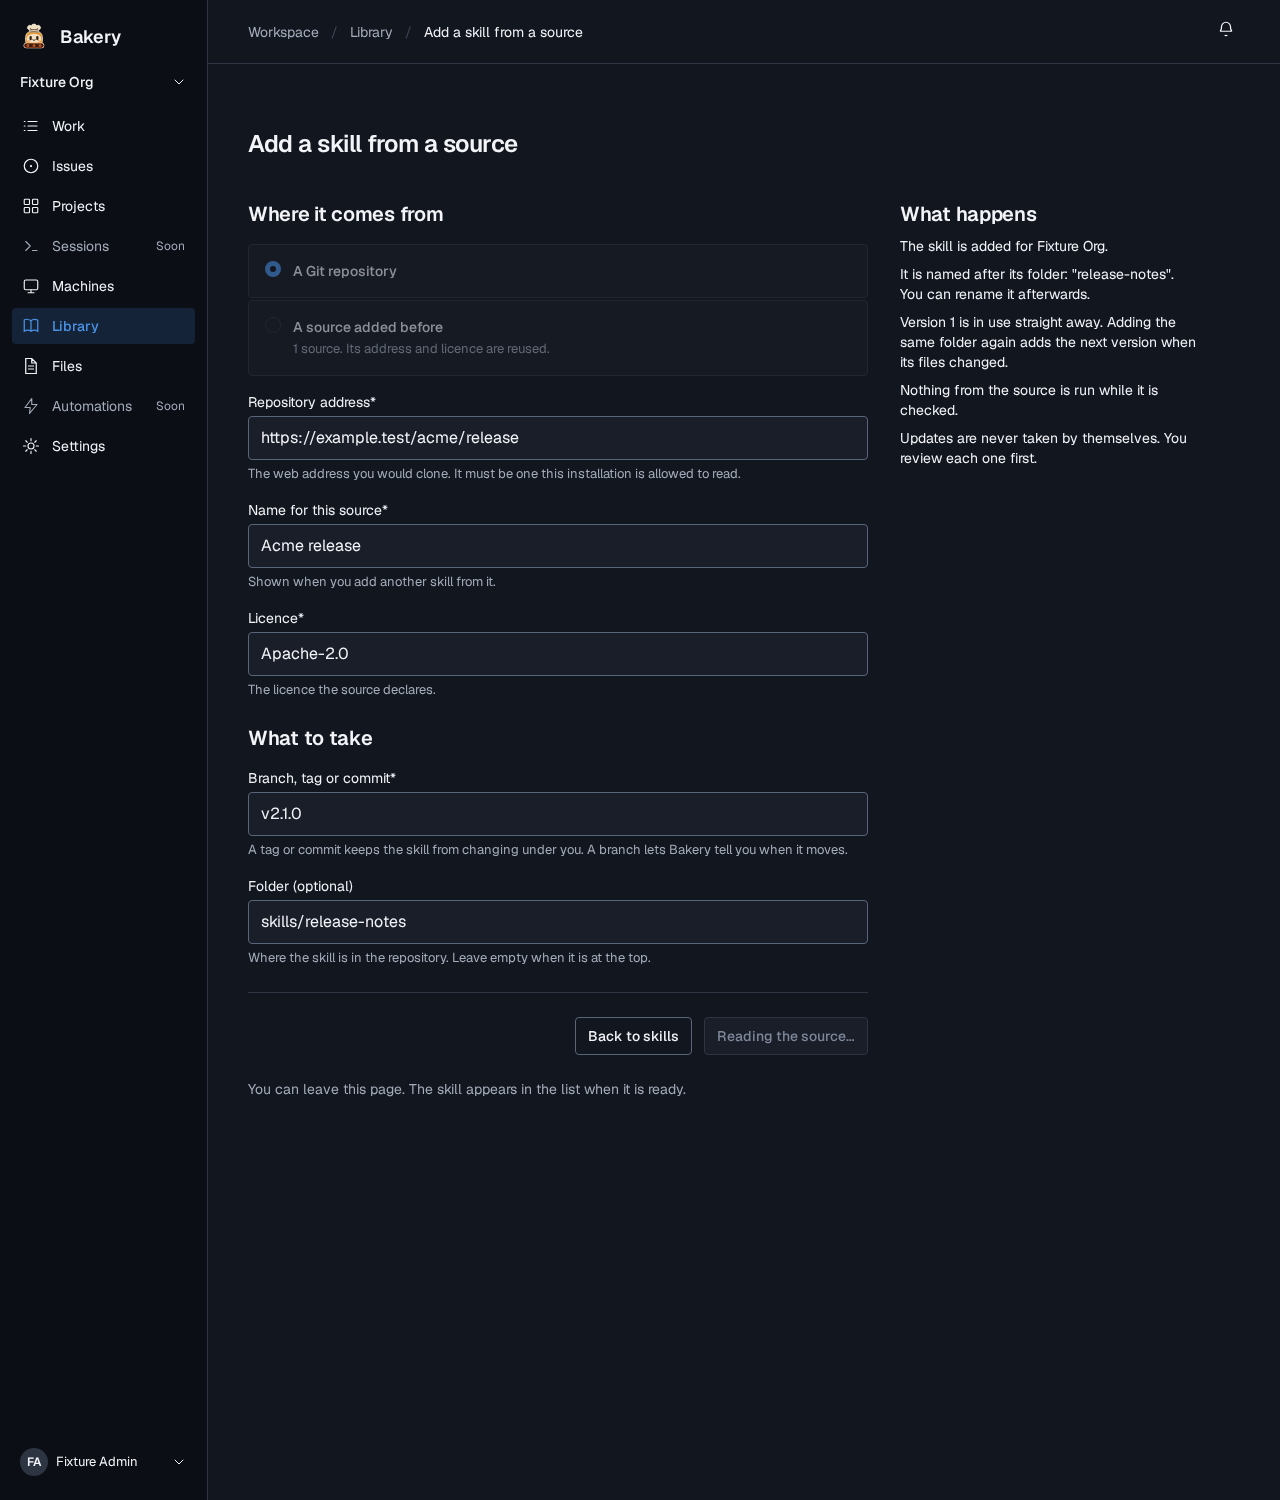 Bakery
Fixture Org
Work
Issues
Projects
Sessions Soon
Machines
Library
Files
Automations Soon
Settings
FA Fixture Admin
Workspace / Library / Add a skill from a source
Add a skill from a source
Where it comes from
A Git repository
A source added before
1 source. Its address and licence are reused.
Repository address*
https://example.test/acme/release
The web address you would clone. It must be one this installation is allowed to read.
Name for this source*
Acme release
Shown when you add another skill from it.
Licence*
Apache-2.0
The licence the source declares.
What to take
Branch, tag or commit*
v2.1.0
A tag or commit keeps the skill from changing under you. A branch lets Bakery tell you when it moves.
Folder (optional)
skills/release-notes
Where the skill is in the repository. Leave empty when it is at the top.
Back to skills
Reading the source...
You can leave this page. The skill appears in the list when it is ready.
What happens
The skill is added for Fixture Org.
It is named after its folder: "release-notes".
You can rename it afterwards.
Version 1 is in use straight away. Adding the
same folder again adds the next version when
its files changed.
Nothing from the source is run while it is
checked.
Updates are never taken by themselves. You
review each one first.